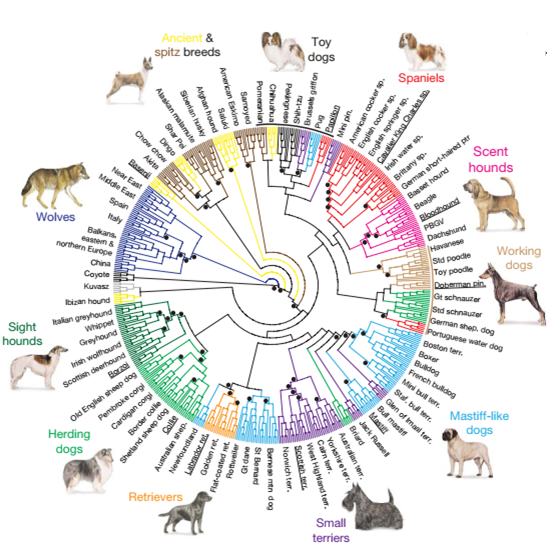 Ancient &
spitz breeds
Toy
dogs
Spaniels
Scent
hounds
Working
dogs
Mastiff-like
dogs
Small
terriers
Retrievers
Herding
dogs
Sight
hounds
Wolves
Coyote
China
Balkans,
eastern &
northern Europe
Italy
Spain
Middle East
Near East
Basenji
Akita
Chow chow
Dingo
Shar Pei
Alaskan malamute
Siberian husky
Afghan hound
Saluki
American Eskimo
Samoyed
Pomeranian
Chihuahua
Pekingese
Shih-tzu
Brussels griffon
Pug
Papillon
Mini pin.
American cocker sp.
English cocker sp.
English springer sp.
Cavalier King Charles sp.
Irish water sp.
Brittany sp.
German short-haired ptr
Basset hound
Beagle
Bloodhound
PBGV
Dachshund
Havanese
Std poodle
Toy poodle
Doberman pin.
Gt schnauzer
Std schnauzer
German shep. dog
Portuguese water dog
Boston terr.
Boxer
Bulldog
French bulldog
Mini bull terr.
Staf. bull terr.
Glen of Imaal terr.
Bull mastiff
Mastiff
Jack Russell
Briard
Australian terr.
Yorkshire terr.
Cairn terr.
West Highland terr.
Scottish terr.
Norwich terr.
Bernese mtn dog
St Bernard
Gt dane
Rottweiler
Flat-coated ret.
Golden ret.
Labrador ret.
Newfoundland
Australian shep.
Collie
Shetland sheep dog
Border collie
Cardigan corgi
Pembroke corgi
Old English sheep dog
Borzoi
Scottish deerhound
Irish wolfhound
Greyhound
Whippet
Italian greyhound
Ibizan hound
Kuvasz